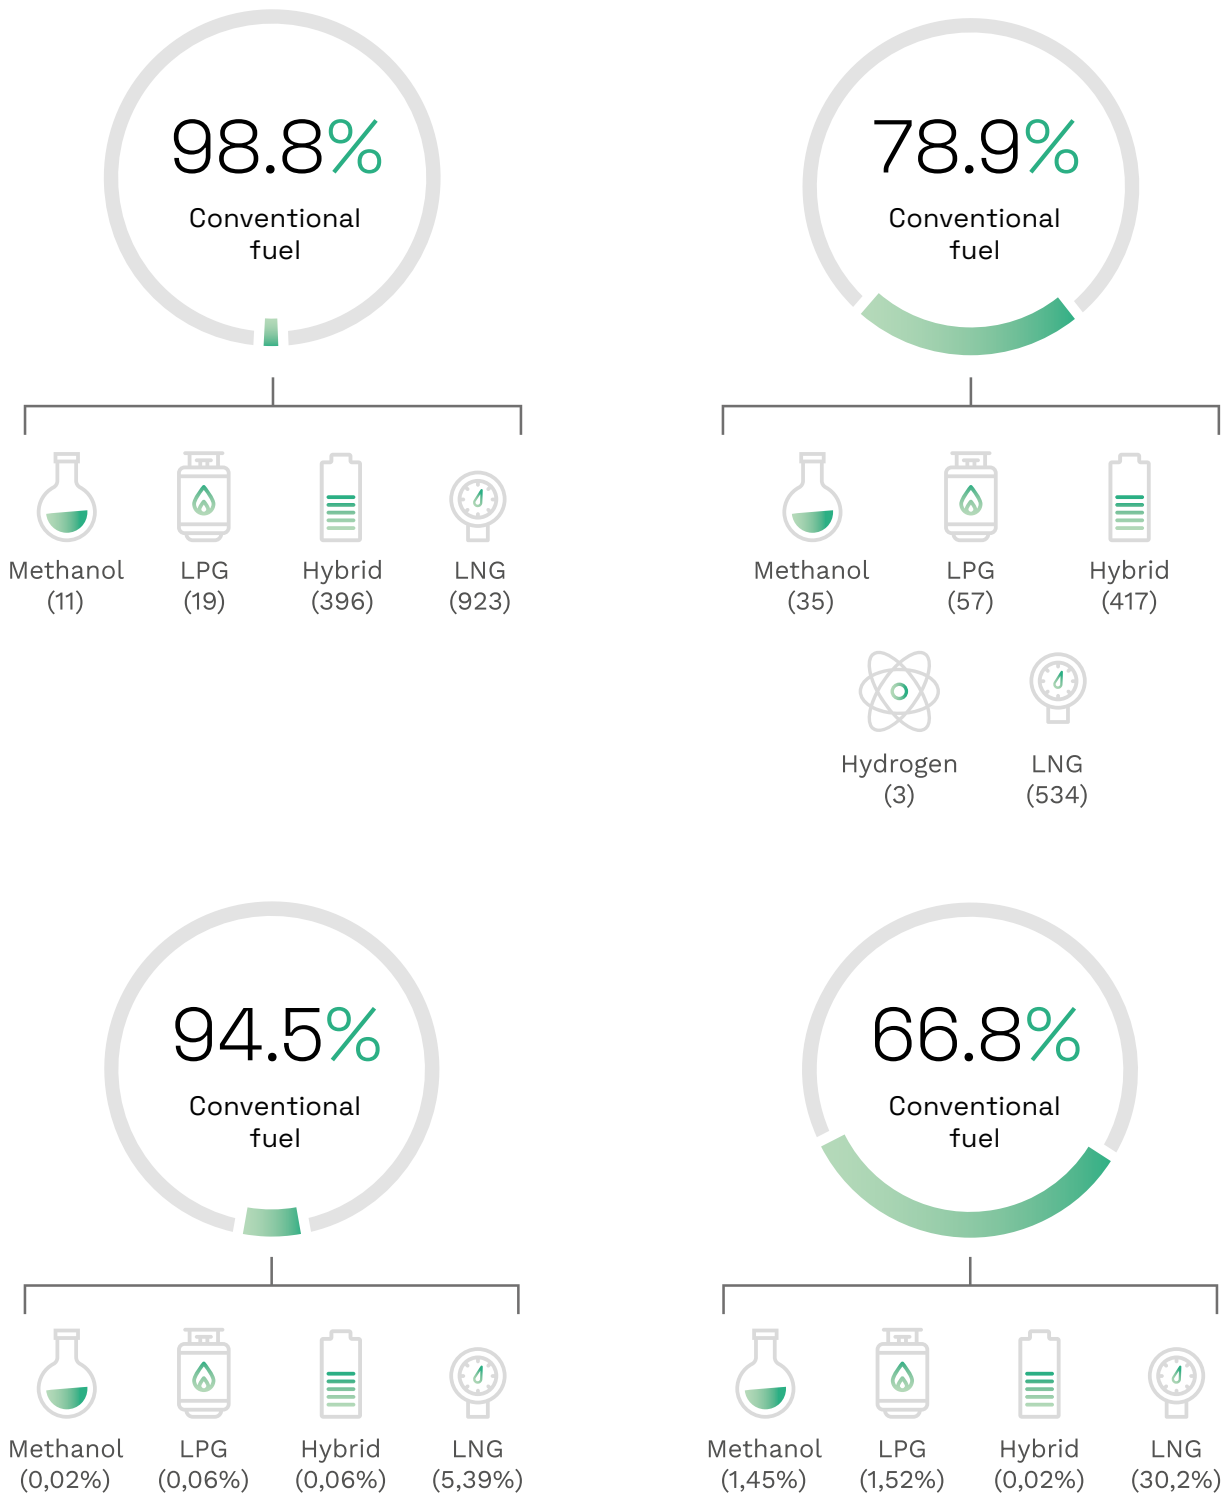 98.8%
Conventional
fuel
Methanol
(11)
LPG
(19)
Hybrid
(396)
LNG
(923)
78.9%
Conventional
fuel
Methanol
(35)
LPG
(57)
Hybrid
(417)
Hydrogen
(3)
LNG
(534)
94.5%
Conventional
fuel
Methanol
(0,02%)
LPG
(0,06%)
Hybrid
(0,06%)
LNG
(5,39%)
66.8%
Conventional
fuel
Methanol
(1,45%)
LPG
(1,52%)
Hybrid
(0,02%)
LNG
(30,2%)